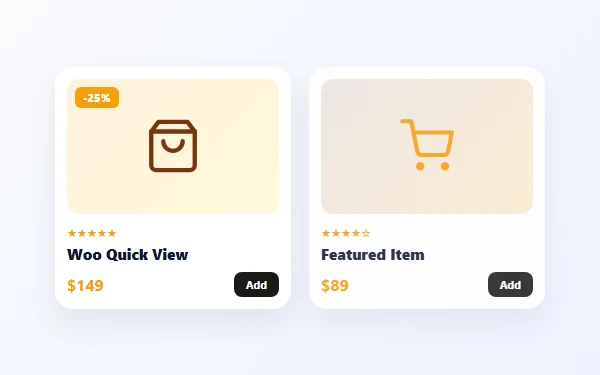 -25%
★★★★★
Woo Quick View
$149
Add
★★★★☆
Featured Item
$89
Add